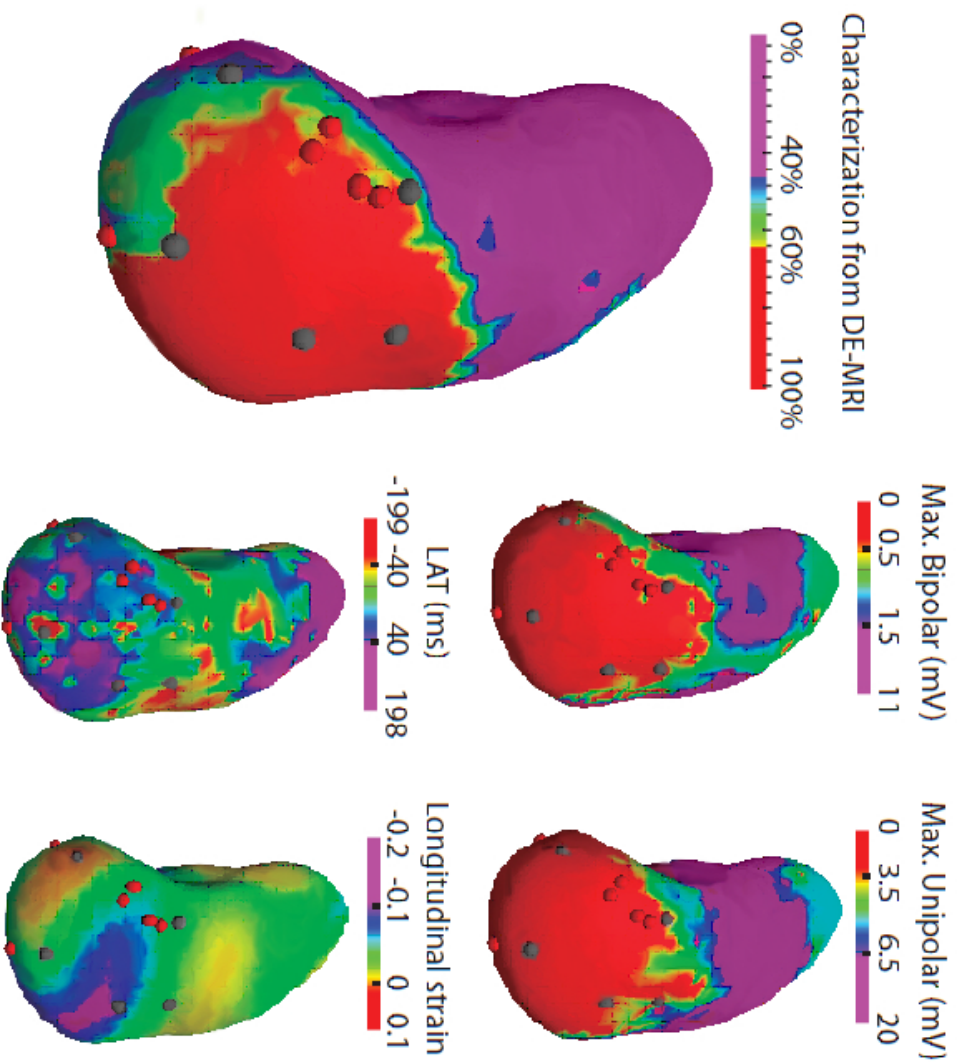 Characterization from DE-MRI
0% 40% 60% 100%
Max. Bipolar (mV)
0 0.5 1.5 11
Max. Unipolar (mV)
0 3.5 6.5 20
LAT (ms)
-199 -40 40 198
Longitudinal strain
-0.2 -0.1 0 0.1